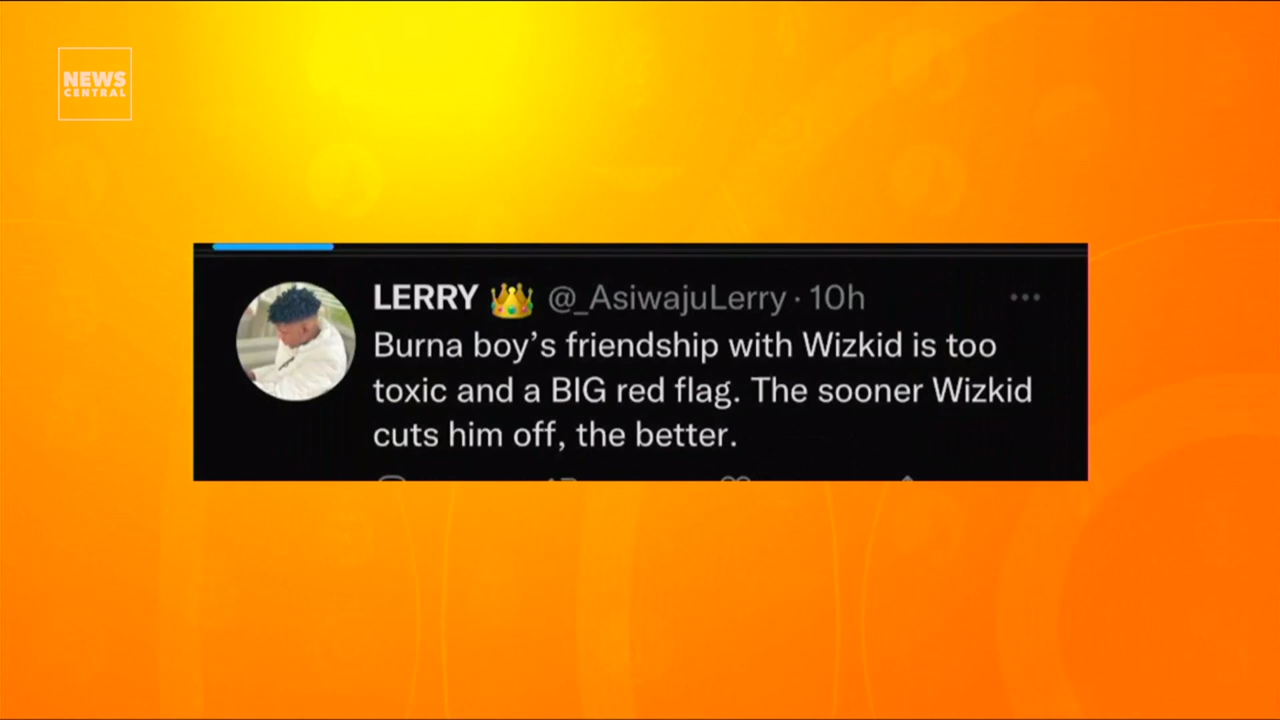 NEWS
CENTRAL
LERRY 👑 @_AsiwajuLerry · 10h
Burna boy’s friendship with Wizkid is too
toxic and a BIG red flag. The sooner Wizkid
cuts him off, the better.